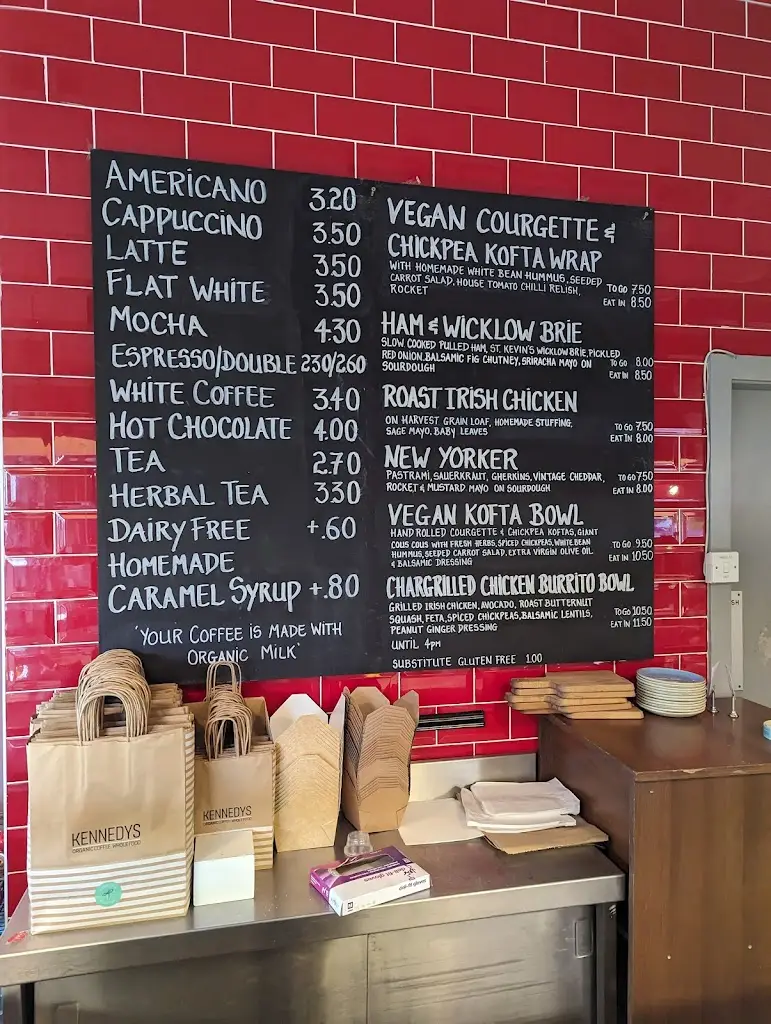 AMERICANO 3.20
CAPPUCCINO 3.50
LATTE 3.50
FLAT WHITE 3.50
MOCHA 4.30
ESPRESSO/DOUBLE 2.30/2.60
WHITE COFFEE 3.40
HOT CHOCOLATE 4.00
TEA 2.70
HERBAL TEA 3.30
DAIRY FREE +.60
HOMEMADE
CARAMEL SYRUP +.80
'YOUR COFFEE IS MADE WITH
ORGANIC MILK'
VEGAN COURGETTE &
CHICKPEA KOFTA WRAP
WITH HOMEMADE WHITE BEAN HUMMUS, SEEDED
CARROT SALAD, HOUSE TOMATO CHILLI RELISH, TO GO 7.50
ROCKET EAT IN 8.50
HAM & WICKLOW BRIE
SLOW COOKED PULLED HAM, ST. KEVIN'S WICKLOW BRIE, PICKLED
RED ONION, BALSAMIC FIG CHUTNEY, SRIRACHA MAYO ON TO GO 8.00
SOURDOUGH EAT IN 8.50
ROAST IRISH CHICKEN
ON HARVEST GRAIN LOAF, HOMEMADE STUFFING, TO GO 7.50
SAGE MAYO, BABY LEAVES EAT IN 8.00
NEW YORKER
PASTRAMI, SAUERKRAUT, GHERKINS, VINTAGE CHEDDAR, TO GO 7.50
ROCKET & MUSTARD MAYO ON SOURDOUGH EAT IN 8.00
VEGAN KOFTA BOWL
HAND ROLLED COURGETTE & CHICKPEA KOFTAS, GIANT
COUS COUS WITH FRESH HERBS, SPICED CHICKPEAS, WHITE BEAN TO GO 9.50
HUMMUS, SEEDED CARROT SALAD, EXTRA VIRGIN OLIVE OIL EAT IN 10.50
& BALSAMIC DRESSING
CHARGRILLED CHICKEN BURRITO BOWL
GRILLED IRISH CHICKEN, AVOCADO, ROAST BUTTERNUT
SQUASH, FETA, SPICED CHICKPEAS, BALSAMIC LENTILS, TO GO 10.50
PEANUT GINGER DRESSING EAT IN 11.50
UNTIL 4PM
SUBSTITUTE GLUTEN FREE 1.00
KENNEDYS
ORGANIC COFFEE. WHOLE FOOD
KENNEDYS
ORGANIC COFFEE. WHOLE FOOD